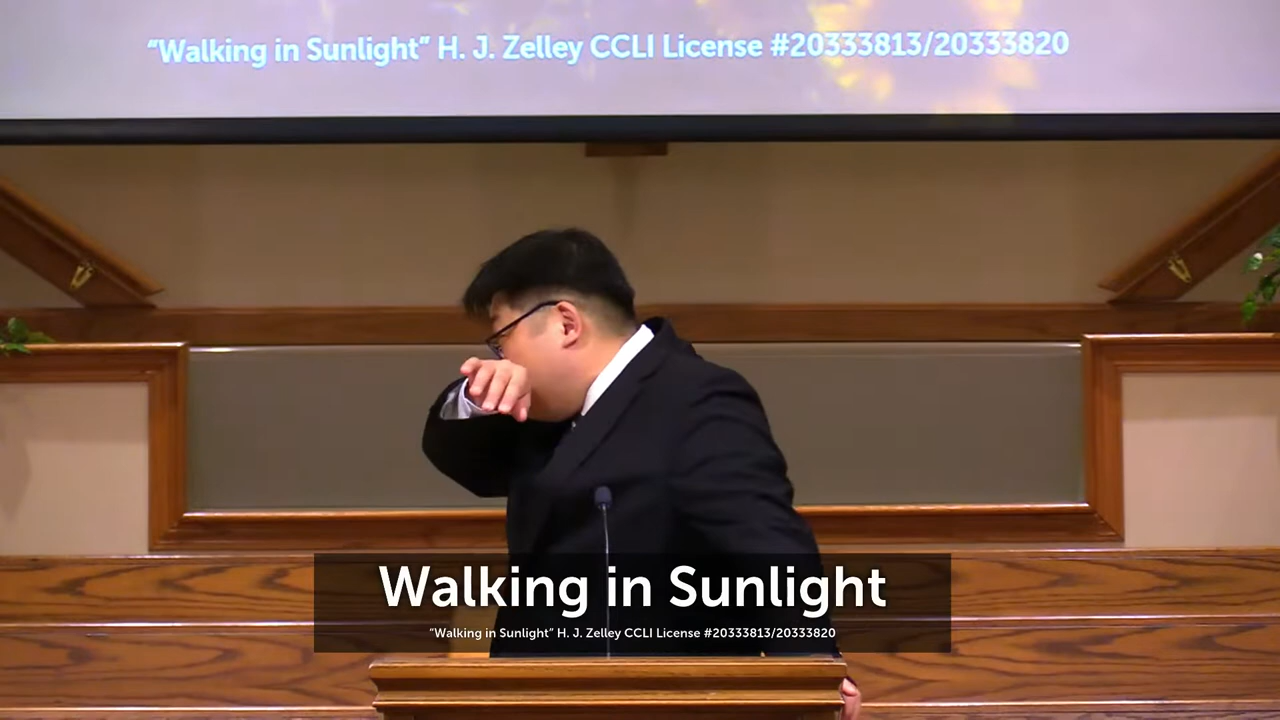 “Walking in Sunlight” H. J. Zelley CCLI License #20333813/20333820
Walking in Sunlight
“Walking in Sunlight” H. J. Zelley CCLI License #20333813/20333820